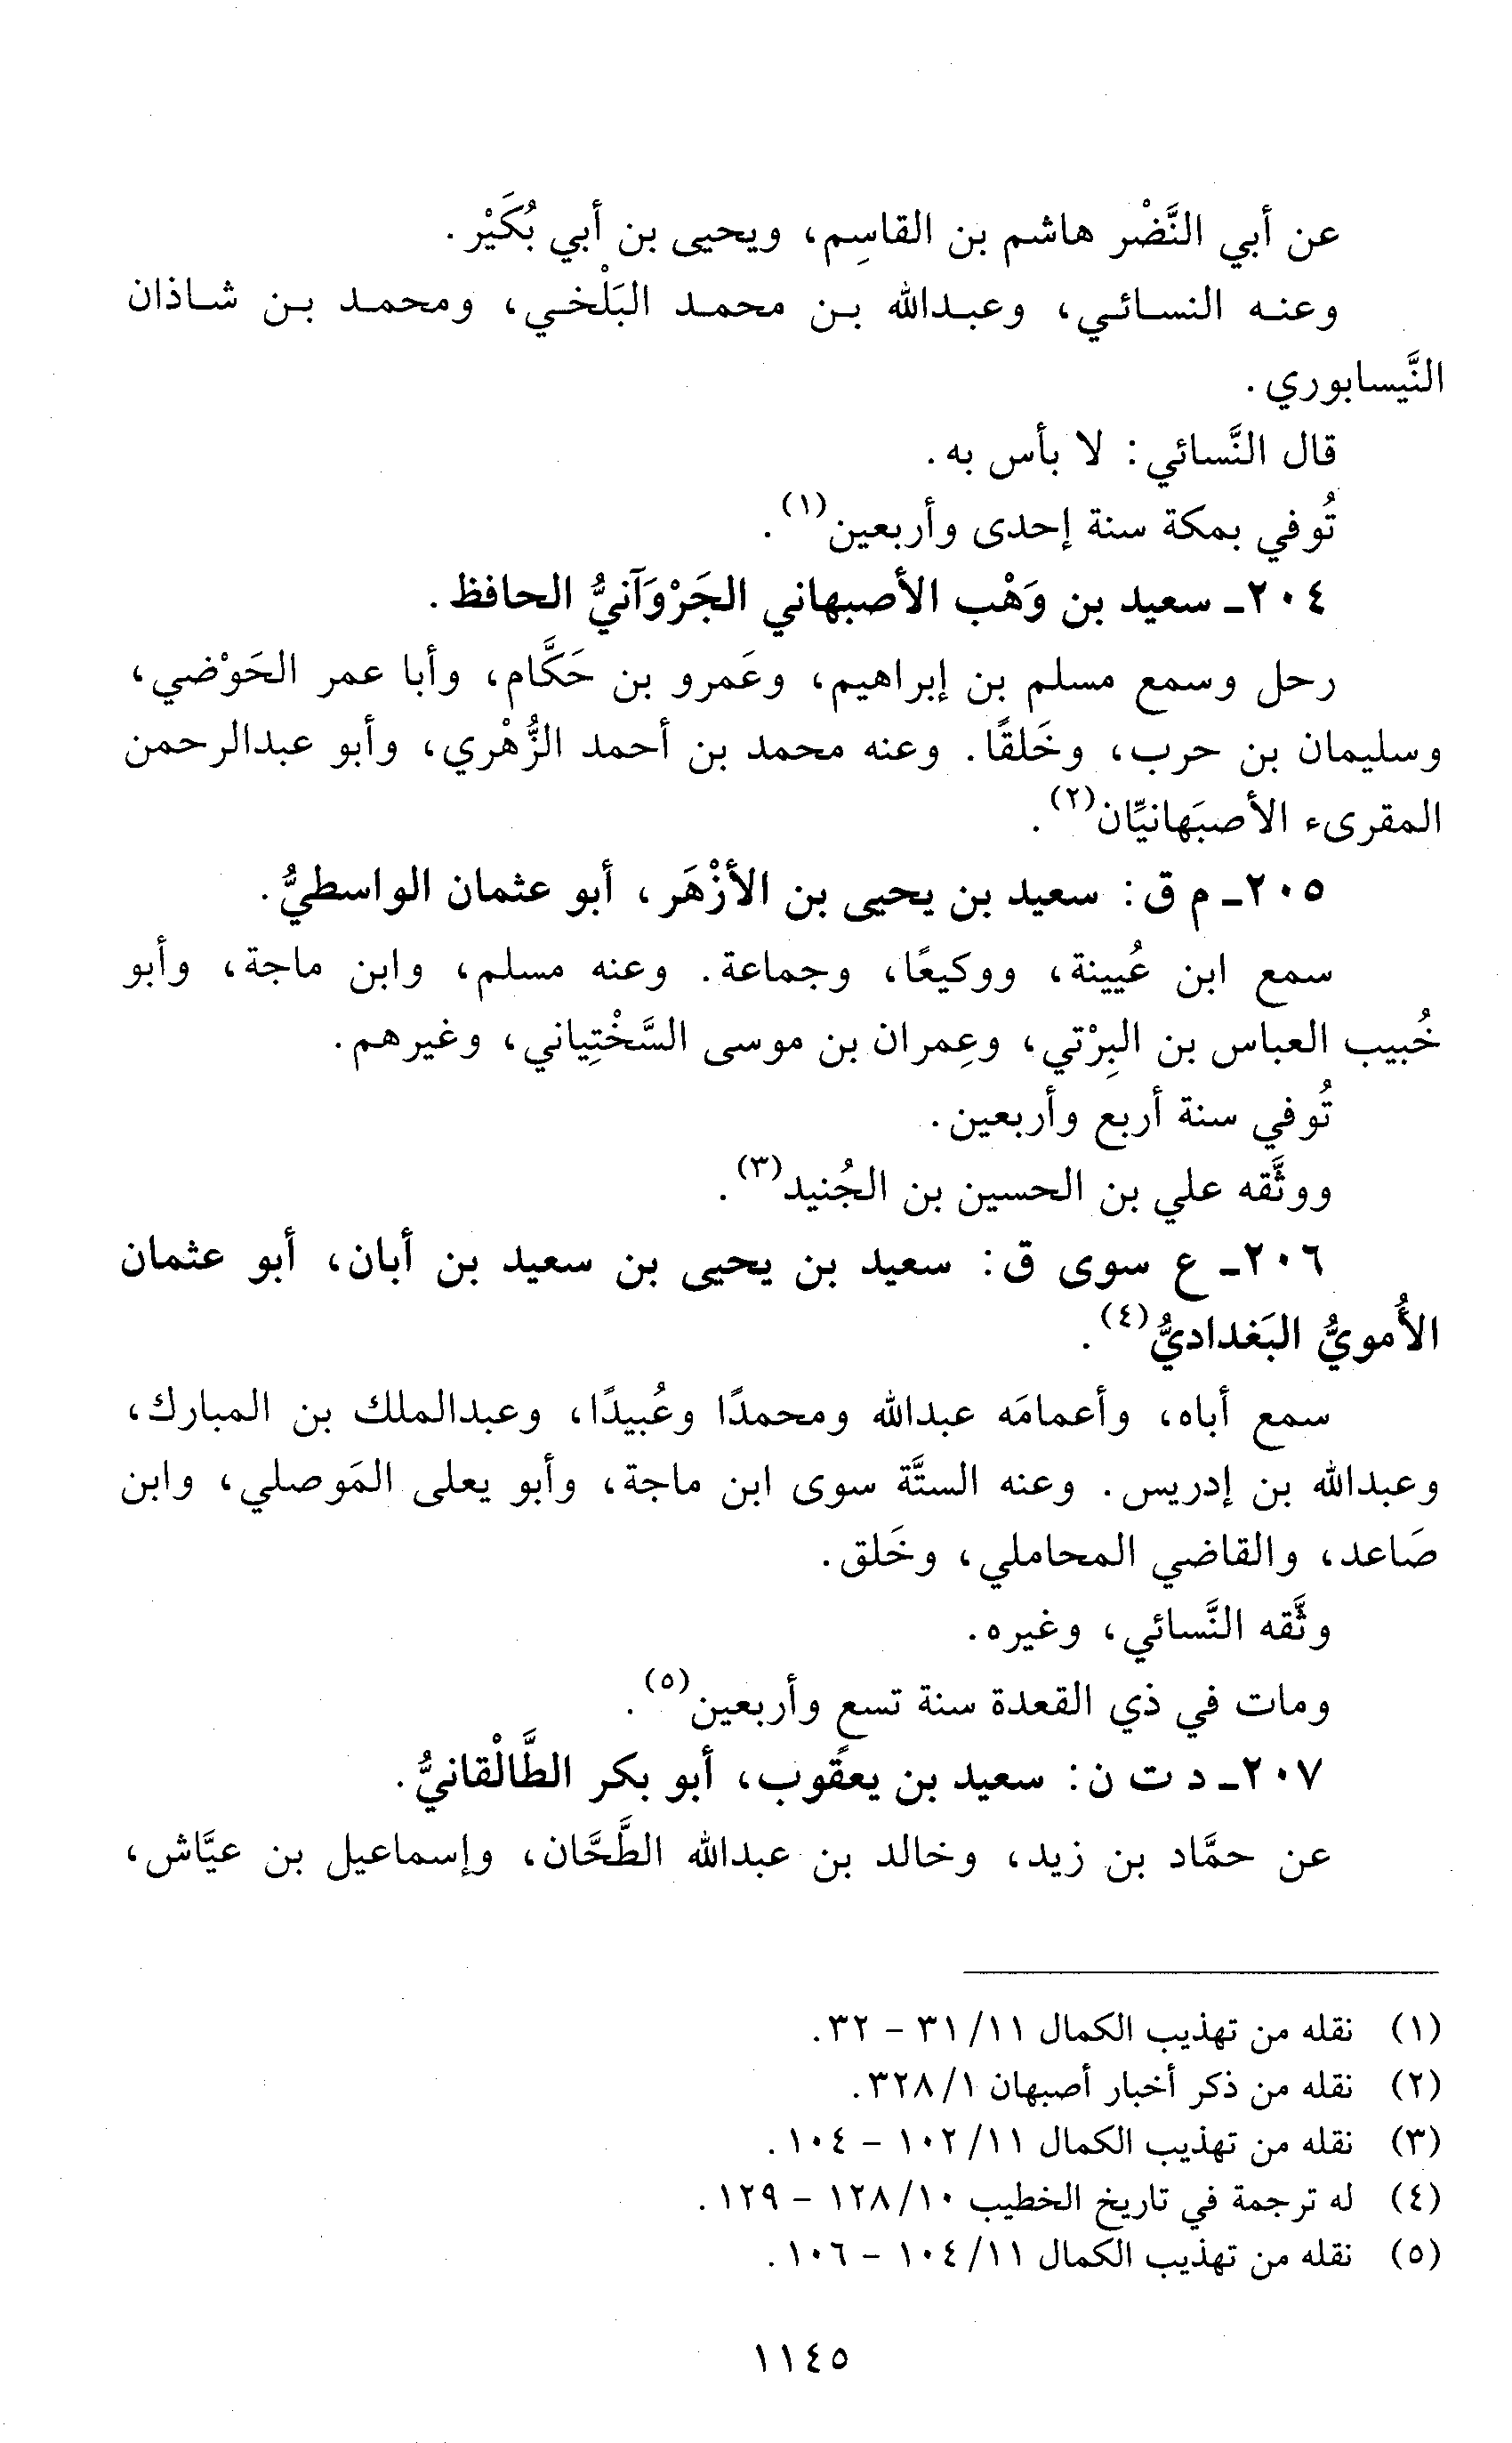 عن أبي النَّضْر هاشم بن القاسِم، ويحيى بن أبي بُكَيْر.
وعنه النسائي، وعبدالله بن محمد البَلْخي، ومحمد بن شاذان
النَّيسابوري.
قال النَّسائي: لا بأس به.
تُوفي بمكة سنة إحدى وأربعين(١).
٢٠٤ـ سعيد بن وَهْب الأصبهاني الجَرْوَآنيُّ الحافظ.
رحل وسمع مسلم بن إبراهيم، وعَمرو بن حَكَّام، وأبا عمر الحَوْضي،
وسليمان بن حرب، وخَلقًا. وعنه محمد بن أحمد الزُّهْري، وأبو عبدالرحمن
المقرىء الأصبَهانيَّان(٢).
٢٠٥ـ م ق: سعيد بن يحيى بن الأزْهَر، أبو عثمان الواسطيُّ.
سمع ابن عُيينة، ووكيعًا، وجماعة. وعنه مسلم، وابن ماجة، وأبو
خُبيب العباس بن البِرْتي، وعِمران بن موسى السَّخْتِياني، وغيرهم.
تُوفي سنة أربع وأربعين.
ووثَّقه علي بن الحسين بن الجُنيد(٣).
٢٠٦ـ ع سوى ق: سعيد بن يحيى بن سعيد بن أبان، أبو عثمان
الأُمويُّ البَغداديُّ(٤).
سمع أباه، وأعمامَه عبدالله ومحمدًا وعُبيدًا، وعبدالملك بن المبارك،
وعبدالله بن إدريس. وعنه الستَّة سوى ابن ماجة، وأبو يعلى المَوصلي، وابن
صَاعد، والقاضي المحاملي، وخَلق.
وثَّقه النَّسائي، وغيره.
ومات في ذي القعدة سنة تسع وأربعين(٥).
٢٠٧ـ د ت ن: سعيد بن يعقوب، أبو بكر الطَّالْقانيُّ.
عن حمَّاد بن زيد، وخالد بن عبدالله الطَّحَّان، وإسماعيل بن عيَّاش،
(١) نقله من تهذيب الكمال ١١/ ٣١ - ٣٢.
(٢) نقله من ذكر أخبار أصبهان ١/ ٣٢٨.
(٣) نقله من تهذيب الكمال ١١/ ١٠٢ - ١٠٤.
(٤) له ترجمة في تاريخ الخطيب ١٠/ ١٢٨ - ١٢٩.
(٥) نقله من تهذيب الكمال ١١/ ١٠٤ - ١٠٦.
١١٤٥